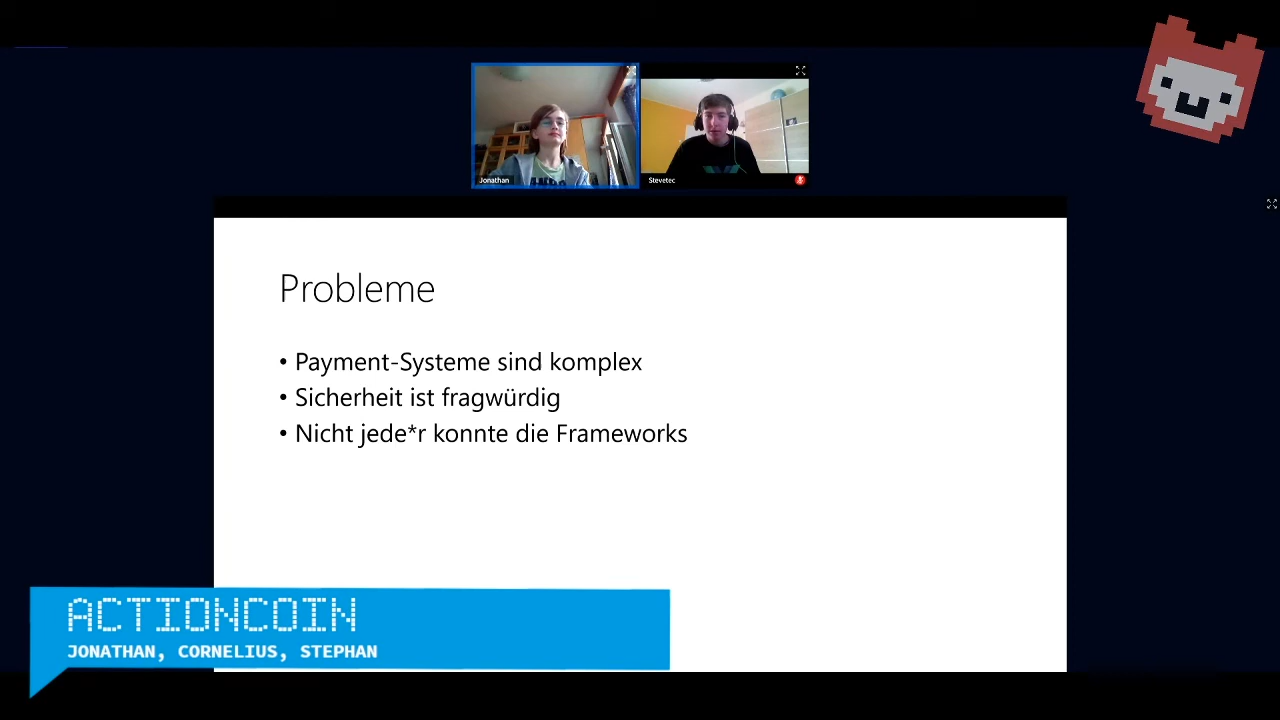 Jonathan
Stevetec
Probleme
• Payment-Systeme sind komplex
• Sicherheit ist fragwürdig
• Nicht jede*r konnte die Frameworks
ACTIONCOIN
JONATHAN, CORNELIUS, STEPHAN